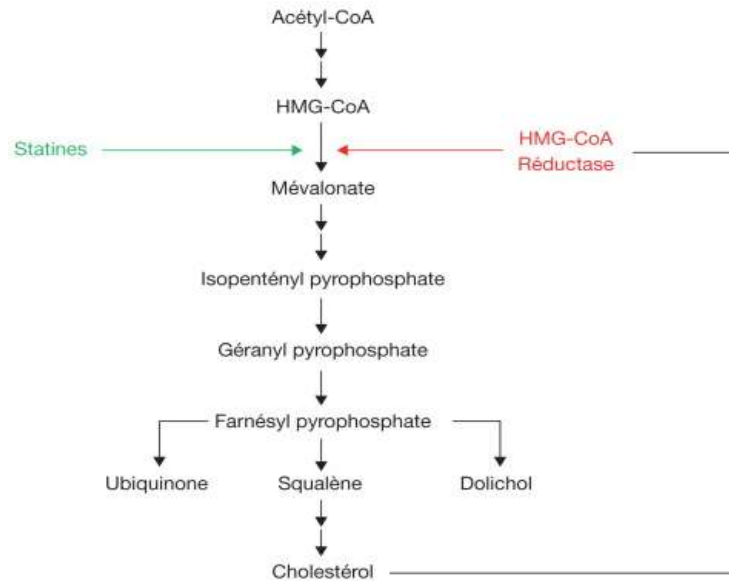 Acétyl-CoA
HMG-CoA
Statines
HMG-CoA
Réductase
Mévalonate
Isopentényl pyrophosphate
Géranyl pyrophosphate
Farnésyl pyrophosphate
Ubiquinone
Squalène
Dolichol
Cholestérol